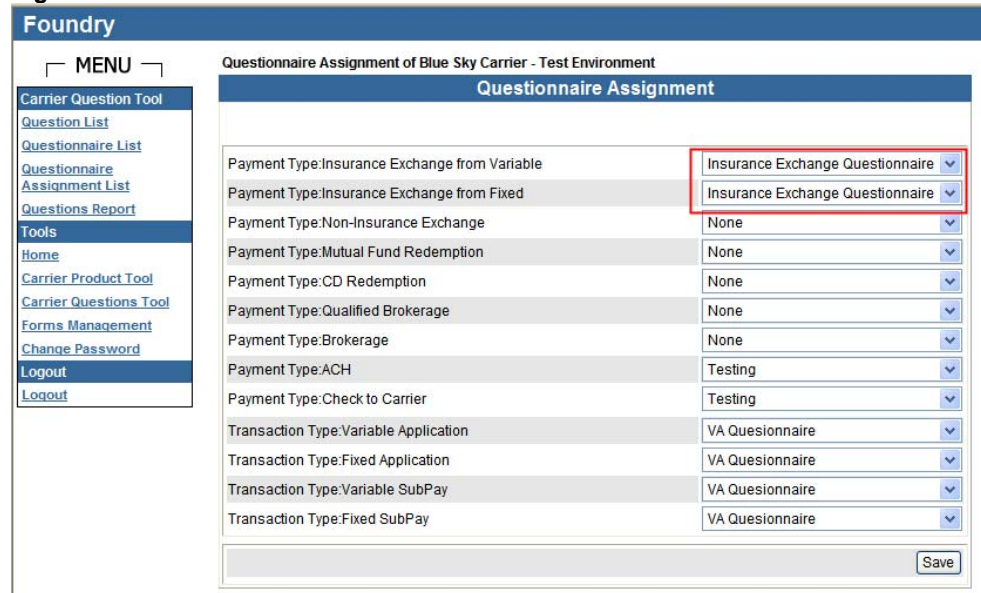 Foundry
MENU
Carrier Question Tool
Question List
Questionnaire List
Questionnaire
Assignment List
Questions Report
Tools
Home
Carrier Product Tool
Carrier Questions Tool
Forms Management
Change Password
Logout
Logout
Questionnaire Assignment of Blue Sky Carrier - Test Environment
Questionnaire Assignment
Payment Type:Insurance Exchange from Variable Insurance Exchange Questionnaire
Payment Type:Insurance Exchange from Fixed Insurance Exchange Questionnaire
Payment Type:Non-Insurance Exchange None
Payment Type:Mutual Fund Redemption None
Payment Type:CD Redemption None
Payment Type:Qualified Brokerage None
Payment Type:Brokerage None
Payment Type:ACH Testing
Payment Type:Check to Carrier Testing
Transaction Type:Variable Application VA Quesionnaire
Transaction Type:Fixed Application VA Quesionnaire
Transaction Type:Variable SubPay VA Quesionnaire
Transaction Type:Fixed SubPay VA Quesionnaire
Save